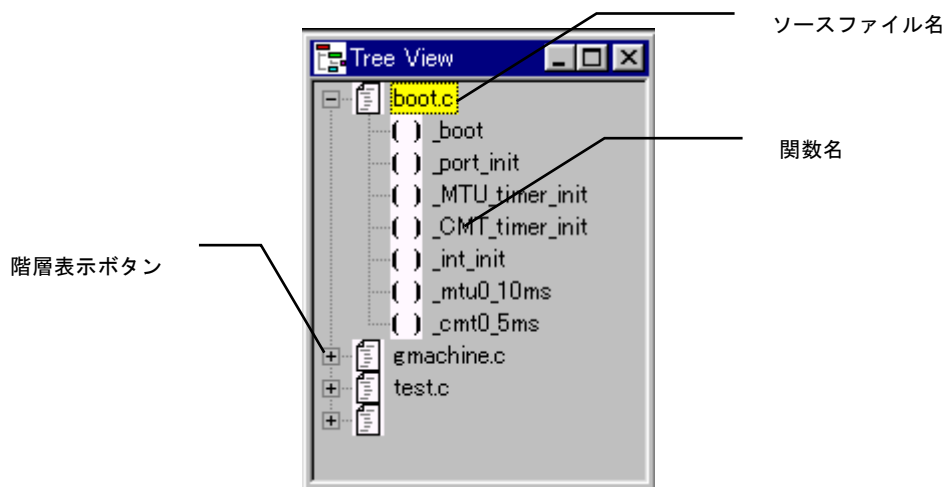 ソースファイル名
Tree View
boot.c
_boot
関数名
_port_init
_MTU_timer_init
_CMT_timer_init
階層表示ボタン
_int_init
_mtu0_10ms
_cmt0_5ms
gmachine.c
test.c